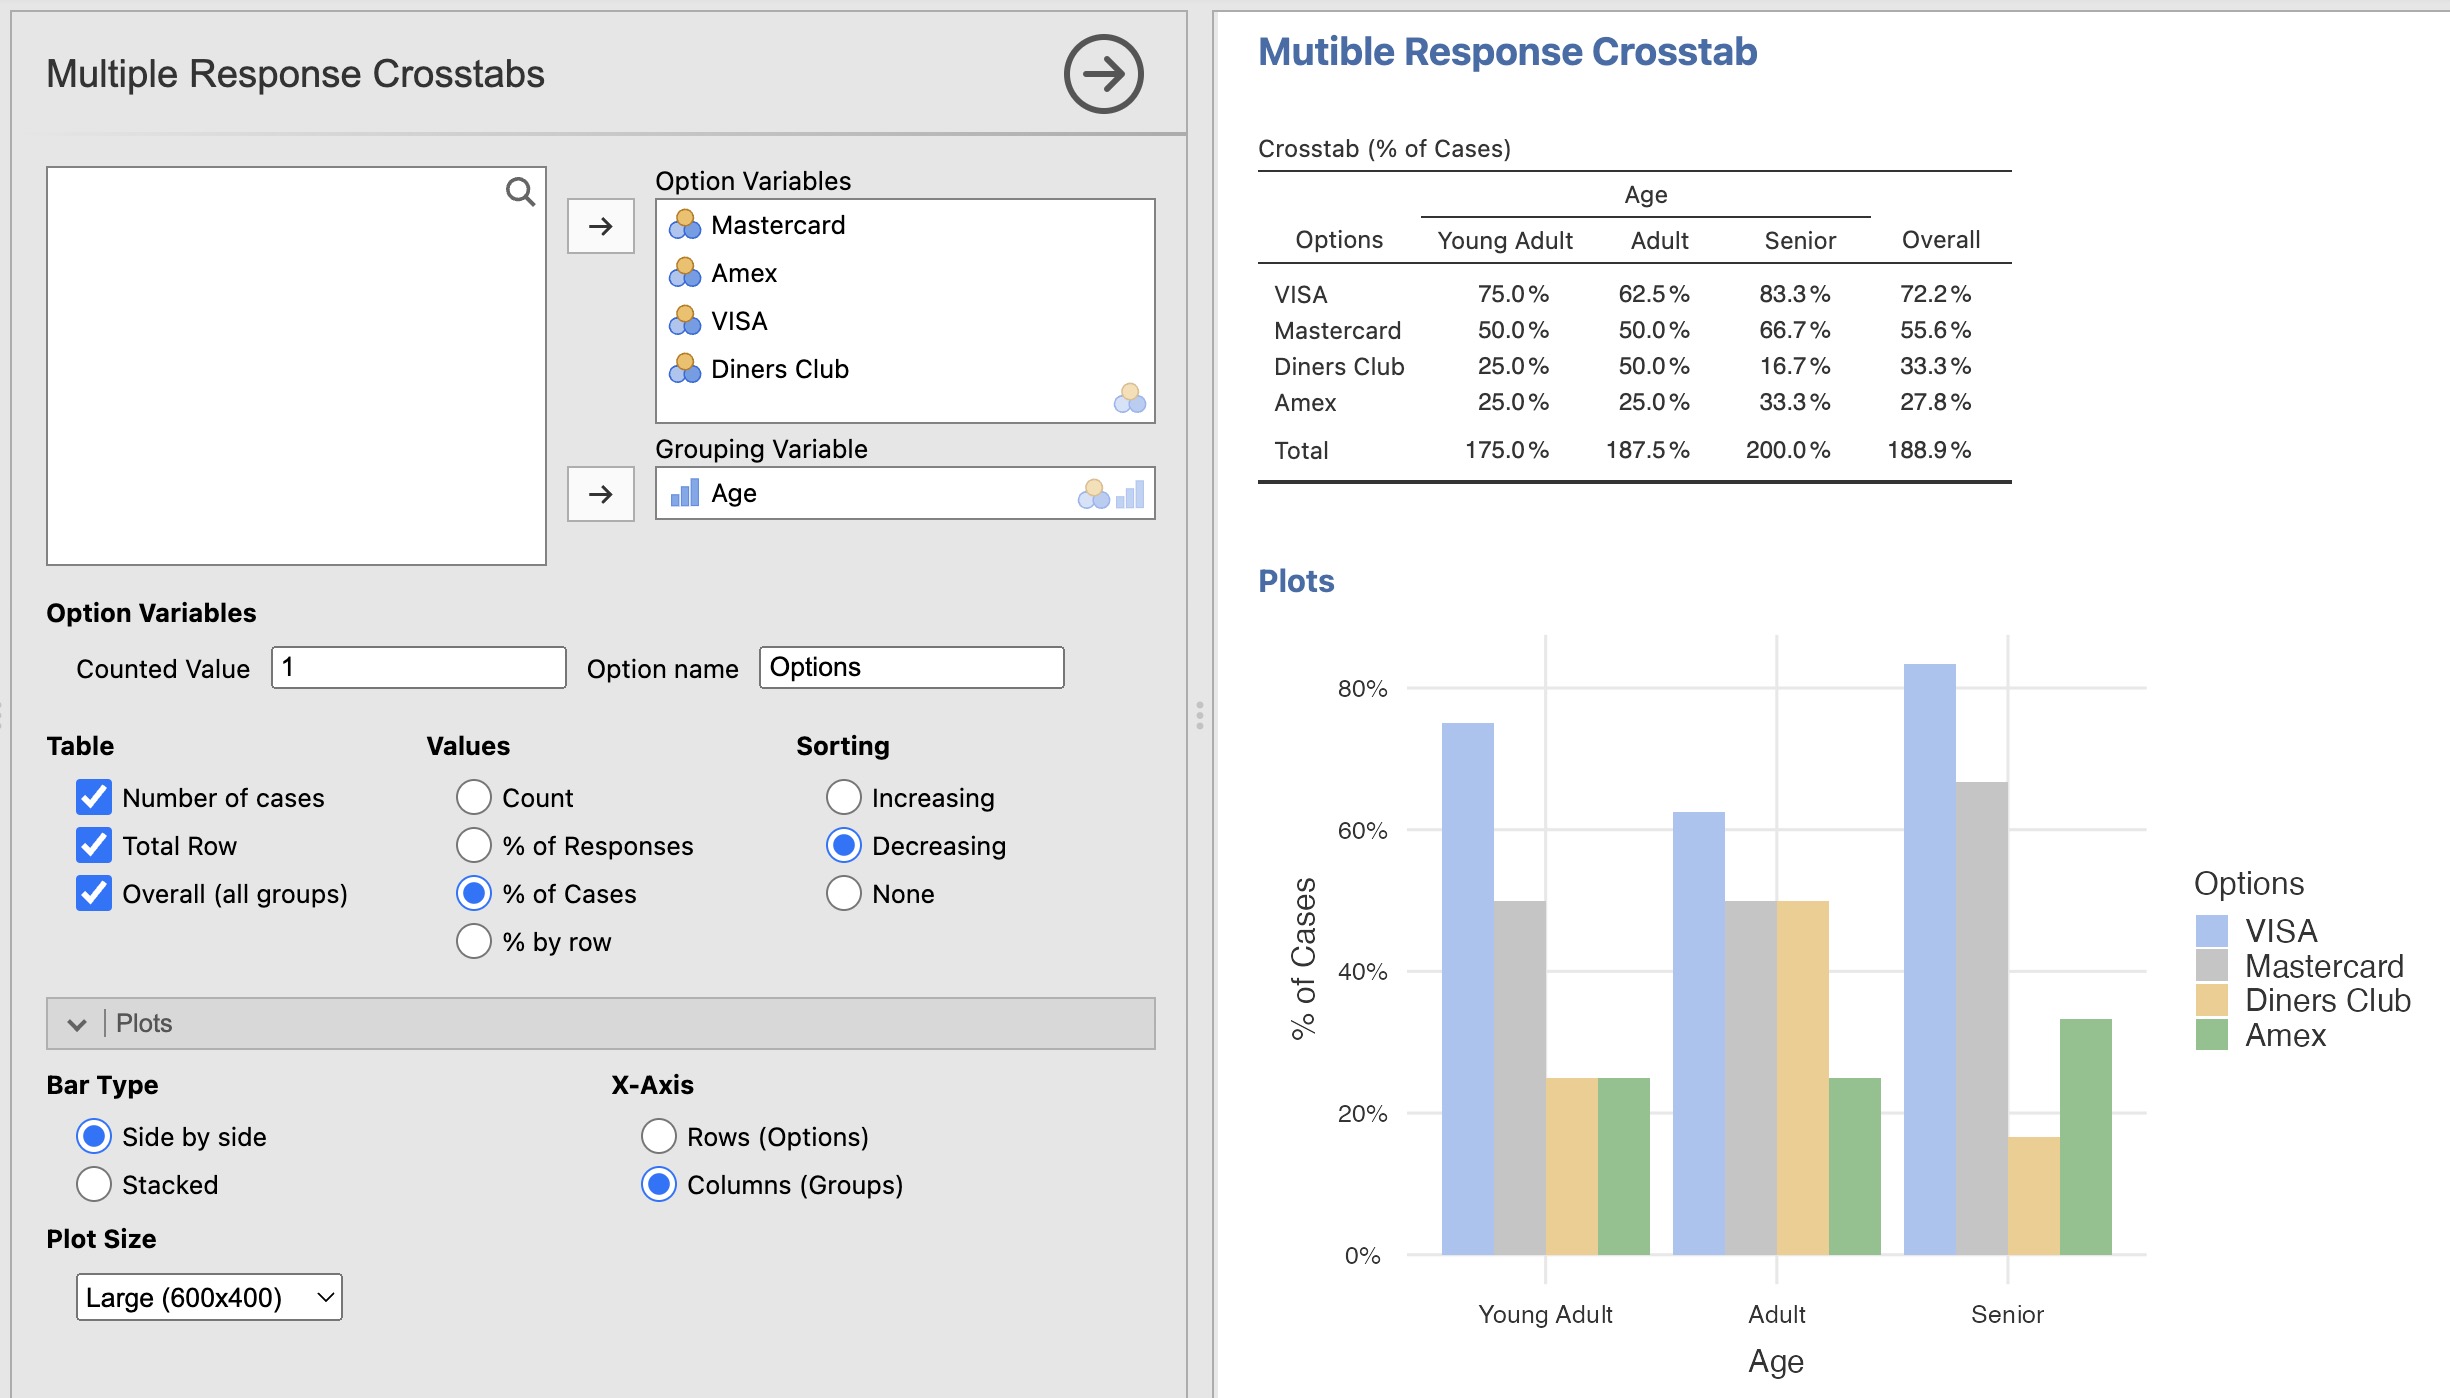 Multiple Response Crosstabs
Option Variables
Mastercard
Amex
VISA
Diners Club
Grouping Variable
Age
Option Variables
Counted Value 1 Option name Options
Table Values Sorting
Number of cases Count Increasing
Total Row % of Responses Decreasing
Overall (all groups) % of Cases None
% by row
Plots
Bar Type X-Axis
Side by side Rows (Options)
Stacked Columns (Groups)
Plot Size
Large (600x400)
Mutible Response Crosstab
Crosstab (% of Cases)
Age
Options Young Adult Adult Senior Overall
VISA 75.0% 62.5% 83.3% 72.2%
Mastercard 50.0% 50.0% 66.7% 55.6%
Diners Club 25.0% 50.0% 16.7% 33.3%
Amex 25.0% 25.0% 33.3% 27.8%
Total 175.0% 187.5% 200.0% 188.9%
Plots
% of Cases
80%
60%
40%
20%
0%
Young Adult Adult Senior
Age
Options
VISA
Mastercard
Diners Club
Amex